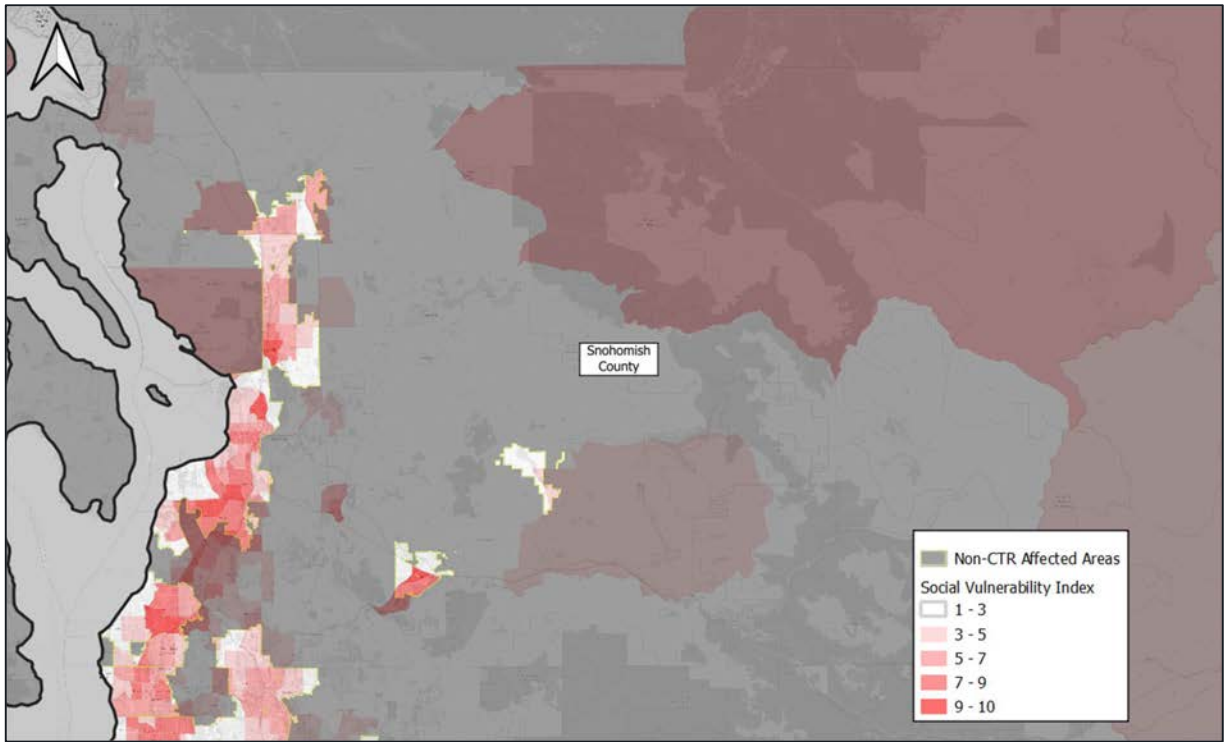 Snohomish
County
Non-CTR Affected Areas
Social Vulnerability Index
1 - 3
3 - 5
5 - 7
7 - 9
9 - 10